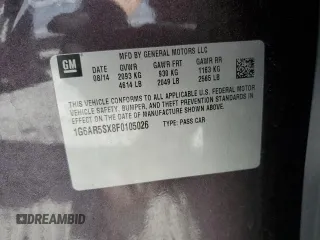 GM
MFD BY GENERAL MOTORS LLC
DATE GVWR GAWR-FRT GAWR RR
08/14 2093 KG 930 KG 1163 KG
4614 LB 2049 LB 2565 LB
THIS VEHICLE CONFORMS TO ALL APPLICABLE U.S.
FEDERAL MOTOR VEHICLE SAFETY, BUMPER, AND THEFT
PREVENTION STANDARDS IN EFFECT ON THE DATE OF
MANUFACTURE SHOWN ABOVE.
1G6AR5SX8F0105026 TYPE: PASS CAR
DREAMBID